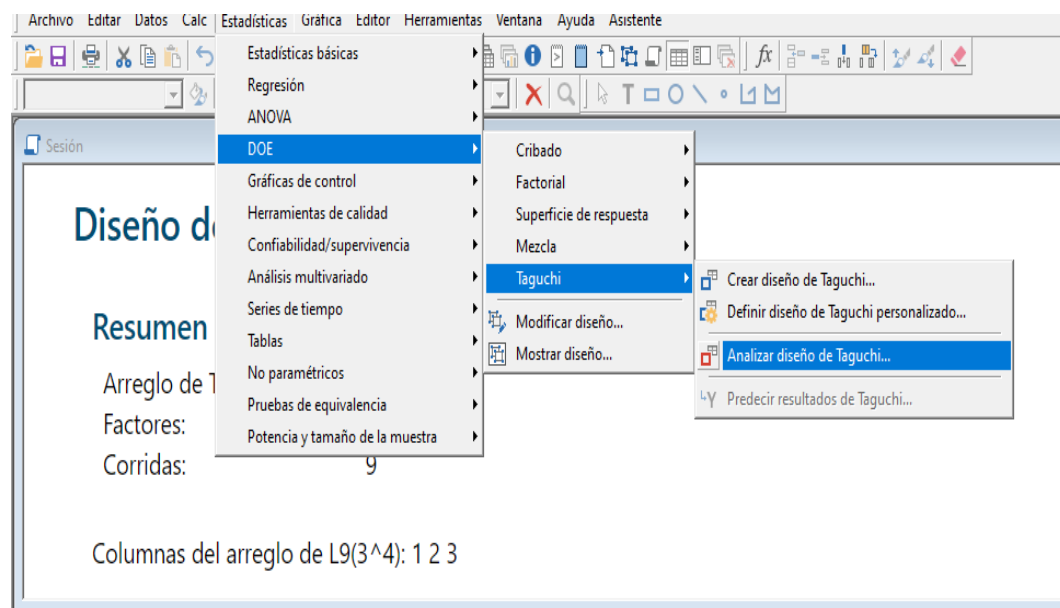 Archivo Editar Datos Calc Estadísticas Gráfica Editor Herramientas Ventana Ayuda Asistente
fx
T
Sesión
Estadísticas básicas
Regresión
ANOVA
DOE
Gráficas de control
Herramientas de calidad
Confiabilidad/supervivencia
Análisis multivariado
Series de tiempo
Tablas
No paramétricos
Pruebas de equivalencia
Potencia y tamaño de la muestra
Cribado
Factorial
Superficie de respuesta
Mezcla
Taguchi
Modificar diseño...
Mostrar diseño...
Crear diseño de Taguchi...
Definir diseño de Taguchi personalizado...
Analizar diseño de Taguchi...
Predecir resultados de Taguchi...
Diseño d
Resumen
Arreglo de
Factores:
Corridas: 9
Columnas del arreglo de L9(3^4): 1 2 3